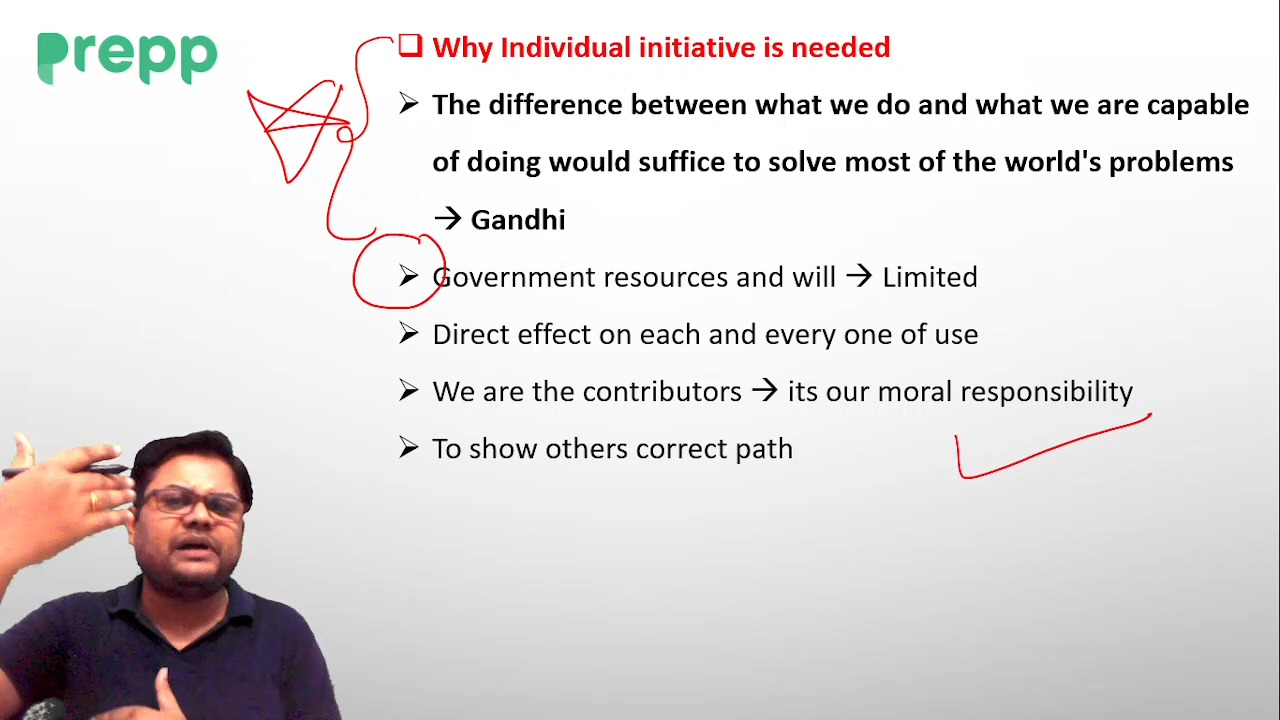 prepp
❑ Why Individual initiative is needed
➢ The difference between what we do and what we are capable
of doing would suffice to solve most of the world's problems
→ Gandhi
➢ Government resources and will → Limited
➢ Direct effect on each and every one of use
➢ We are the contributors → its our moral responsibility
➢ To show others correct path